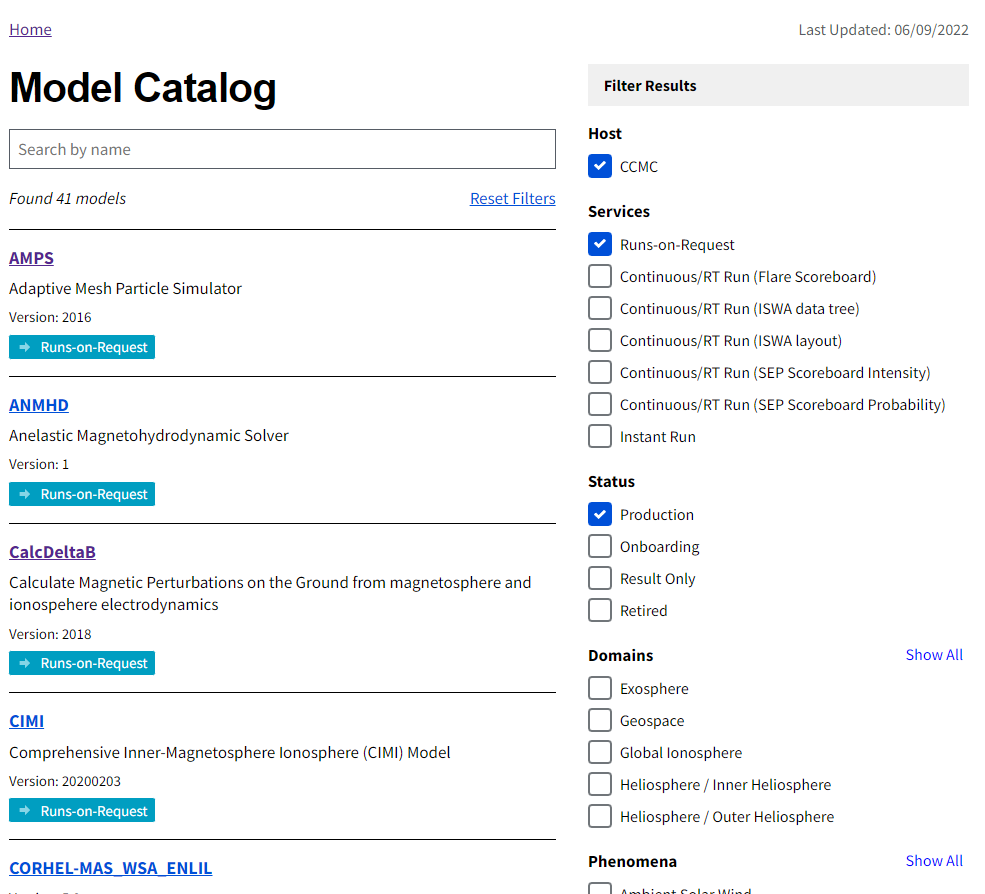 Home
Last Updated: 06/09/2022
Model Catalog
Search by name
Found 41 models
Reset Filters
AMPS
Adaptive Mesh Particle Simulator
Version: 2016
Runs-on-Request
ANMHD
Anelastic Magnetohydrodynamic Solver
Version: 1
Runs-on-Request
CalcDeltaB
Calculate Magnetic Perturbations on the Ground from magnetosphere and
ionospehere electrodynamics
Version: 2018
Runs-on-Request
CIMI
Comprehensive Inner-Magnetosphere Ionosphere (CIMI) Model
Version: 20200203
Runs-on-Request
CORHEL-MAS_WSA_ENLIL
Filter Results
Host
CCMC
Services
Runs-on-Request
Continuous/RT Run (Flare Scoreboard)
Continuous/RT Run (ISWA data tree)
Continuous/RT Run (ISWA layout)
Continuous/RT Run (SEP Scoreboard Intensity)
Continuous/RT Run (SEP Scoreboard Probability)
Instant Run
Status
Production
Onboarding
Result Only
Retired
Domains
Show All
Exosphere
Geospace
Global Ionosphere
Heliosphere / Inner Heliosphere
Heliosphere / Outer Heliosphere
Phenomena
Show All
Ambient Solar Wind